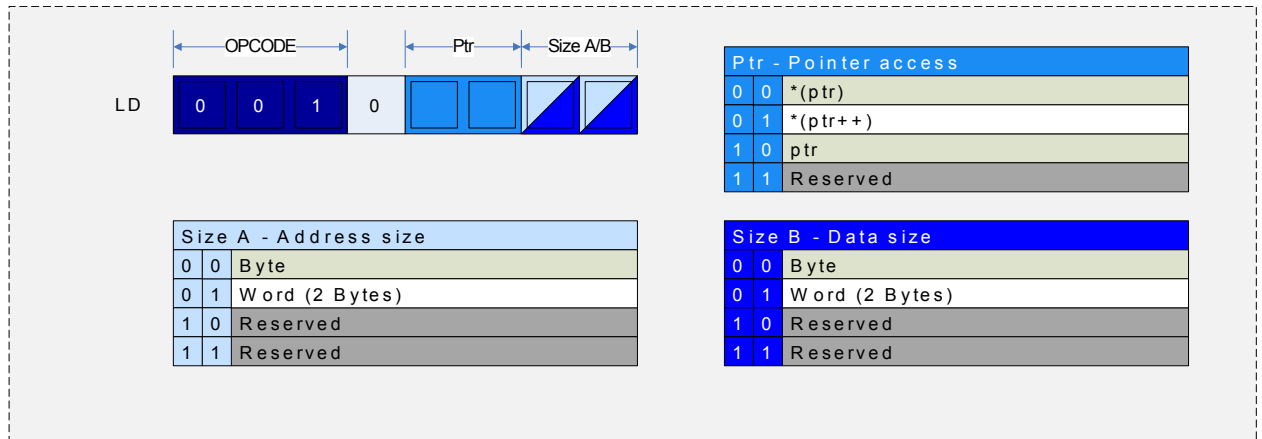 OPCODE Ptr Size A/B
LD 0 0 1 0
Ptr - Pointer access
0 0 *(ptr)
0 1 *(ptr++)
1 0 ptr
1 1 Reserved
Size A - Address size
0 0 Byte
0 1 Word (2 Bytes)
1 0 Reserved
1 1 Reserved
Size B - Data size
0 0 Byte
0 1 Word (2 Bytes)
1 0 Reserved
1 1 Reserved